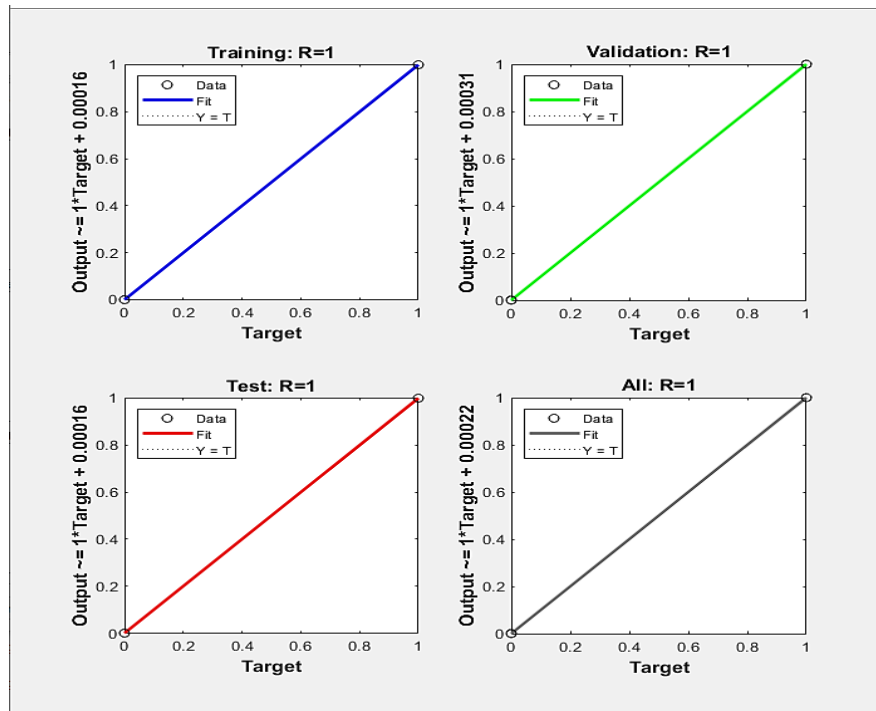 Training: R=1
Output ~= 1*Target + 0.00016
1
0.8
0.6
0.4
0.2
0
Data
Fit
Y = T
0 0.2 0.4 0.6 0.8 1
Target
Validation: R=1
Output ~= 1*Target + 0.00031
1
0.8
0.6
0.4
0.2
0
Data
Fit
Y = T
0 0.2 0.4 0.6 0.8 1
Target
Test: R=1
Output ~= 1*Target + 0.00016
1
0.8
0.6
0.4
0.2
0
Data
Fit
Y = T
0 0.2 0.4 0.6 0.8 1
Target
All: R=1
Output ~= 1*Target + 0.00022
1
0.8
0.6
0.4
0.2
0
Data
Fit
Y = T
0 0.2 0.4 0.6 0.8 1
Target